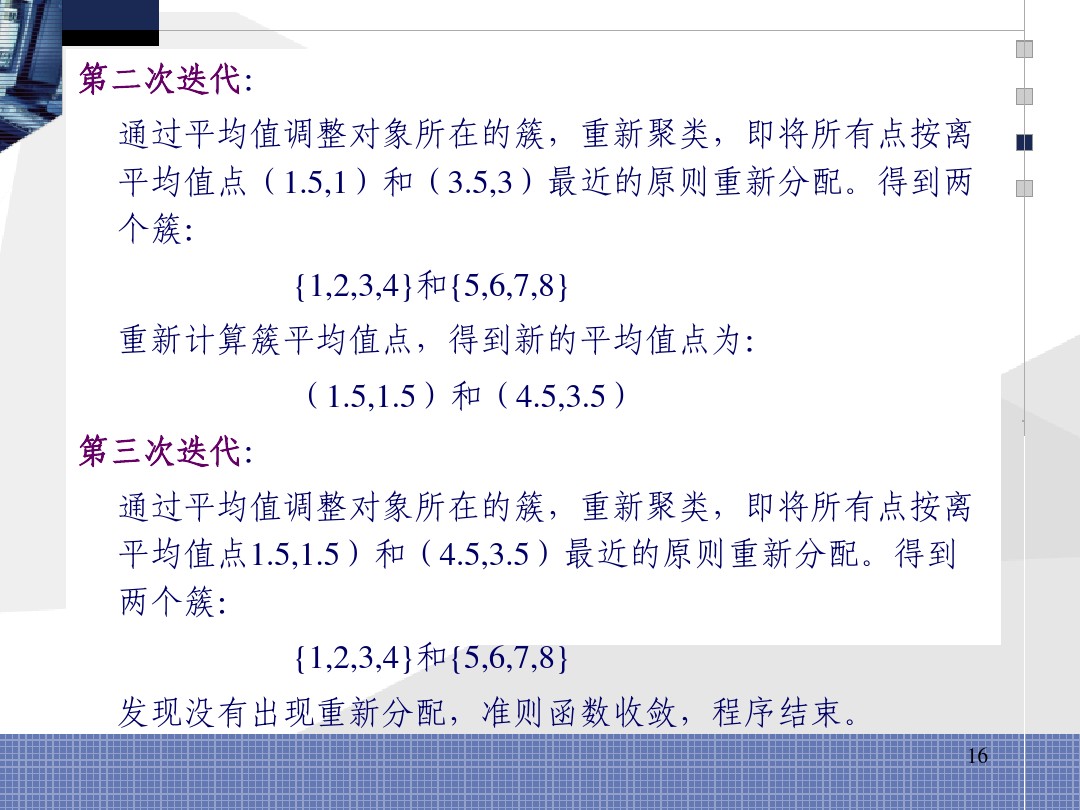 第二次迭代：
通过平均值调整对象所在的簇，重新聚类，即将所有点按离
平均值点（1.5,1）和（3.5,3）最近的原则重新分配。得到两
个簇：
{1,2,3,4}和{5,6,7,8}
重新计算簇平均值点，得到新的平均值点为：
（1.5,1.5）和（4.5,3.5）
第三次迭代：
通过平均值调整对象所在的簇，重新聚类，即将所有点按离
平均值点1.5,1.5）和（4.5,3.5）最近的原则重新分配。得到
两个簇：
{1,2,3,4}和{5,6,7,8}
发现没有出现重新分配，准则函数收敛，程序结束。
16